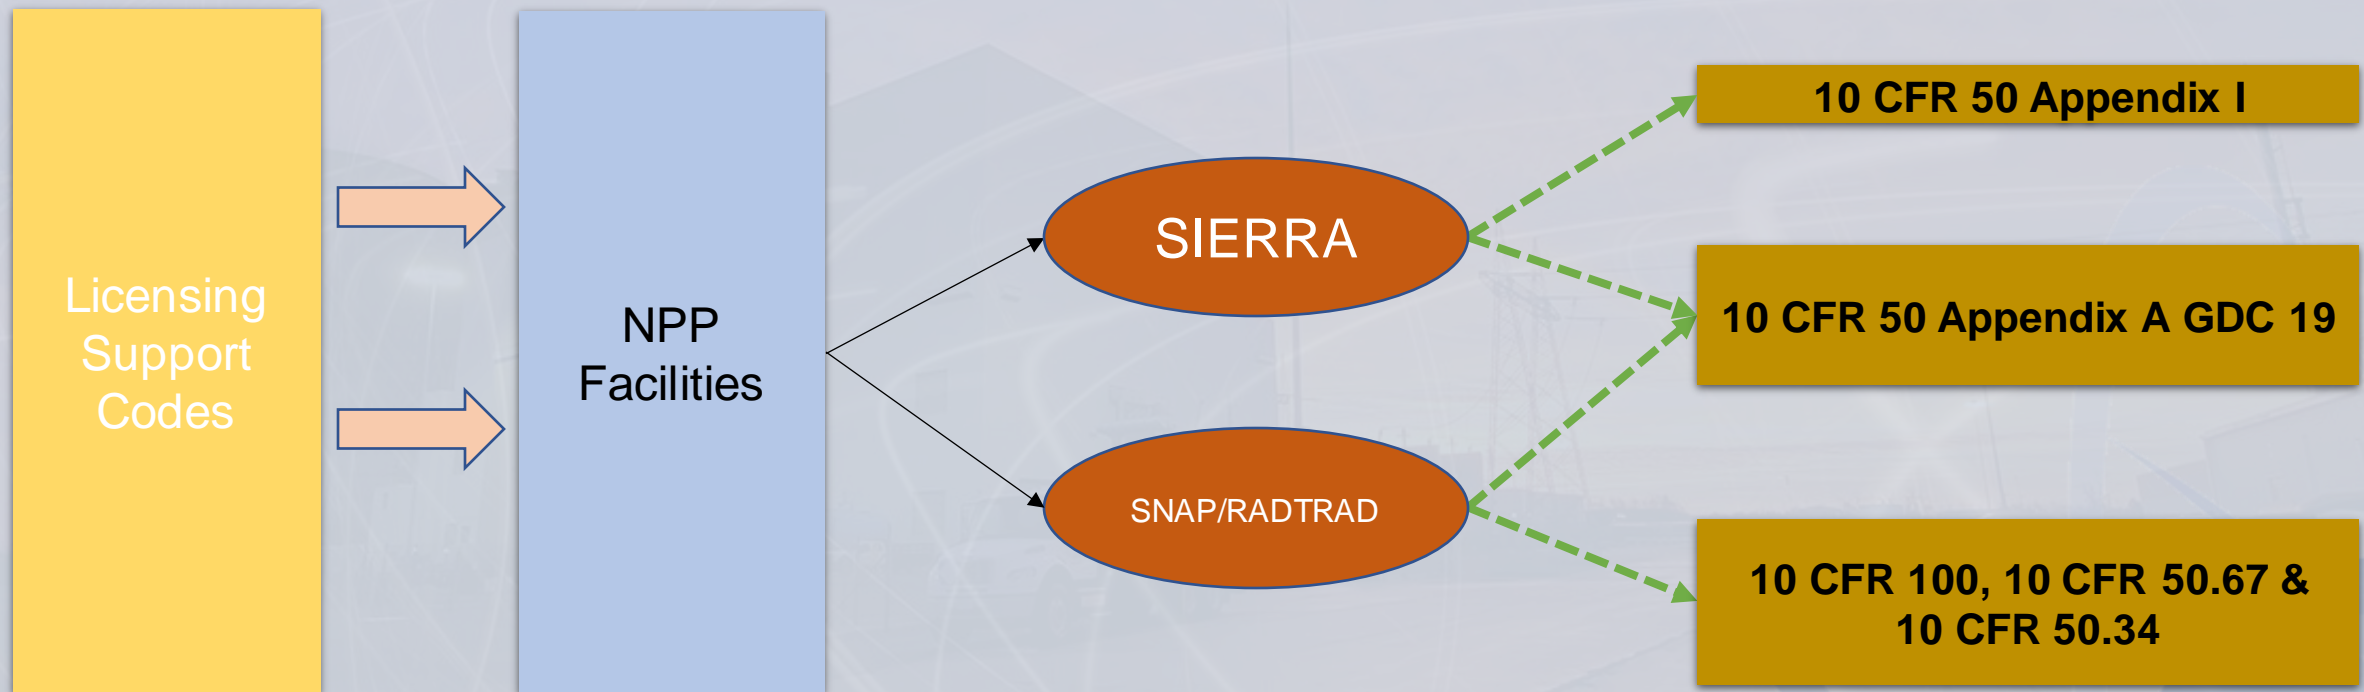 Licensing
Support
Codes
NPP
Facilities
SIERRA
SNAP/RADTRAD
10 CFR 50 Appendix I
10 CFR 50 Appendix A GDC 19
10 CFR 100, 10 CFR 50.67 &
10 CFR 50.34